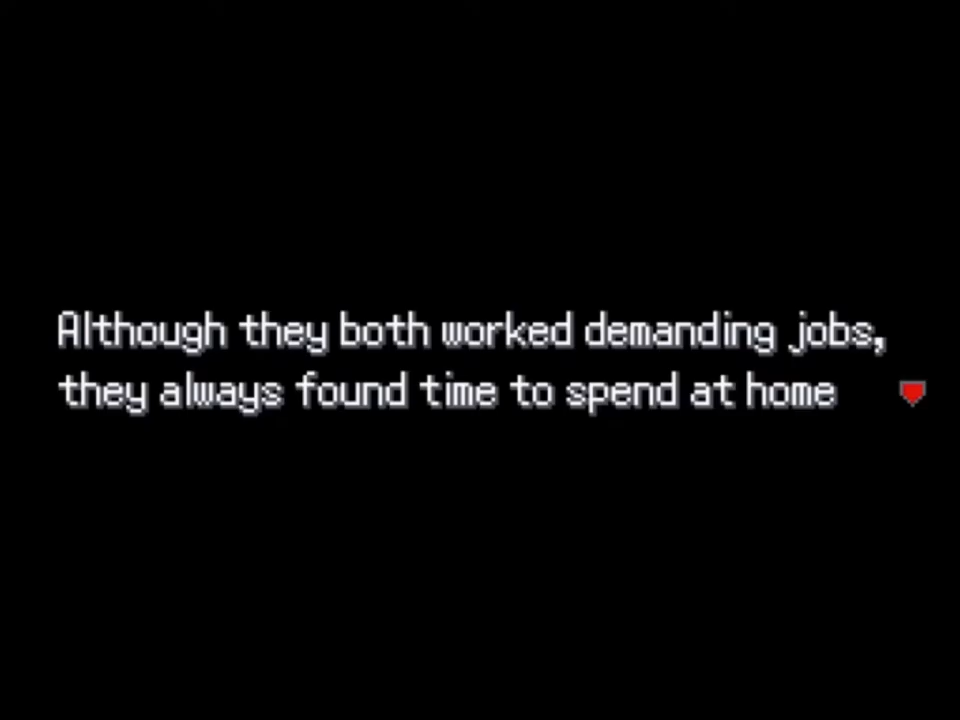 Although they both worked demanding jobs,
they always found time to spend at home